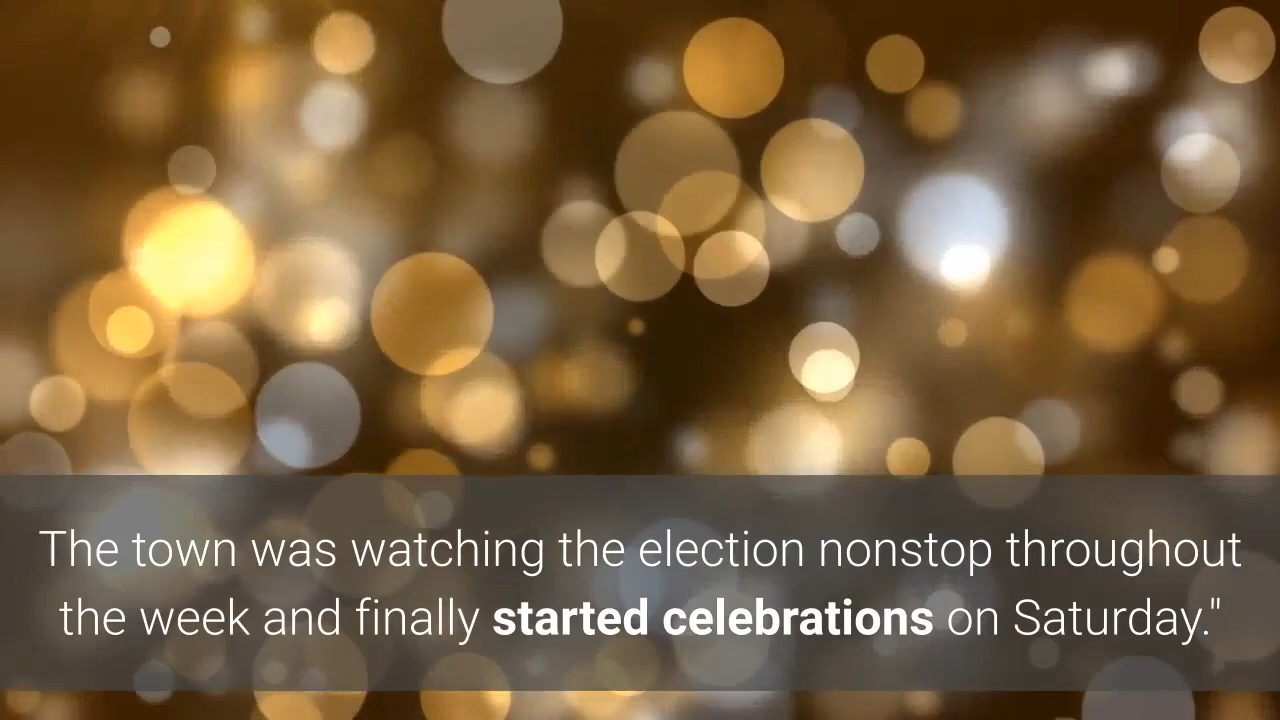 The town was watching the election nonstop throughout
the week and finally started celebrations on Saturday."